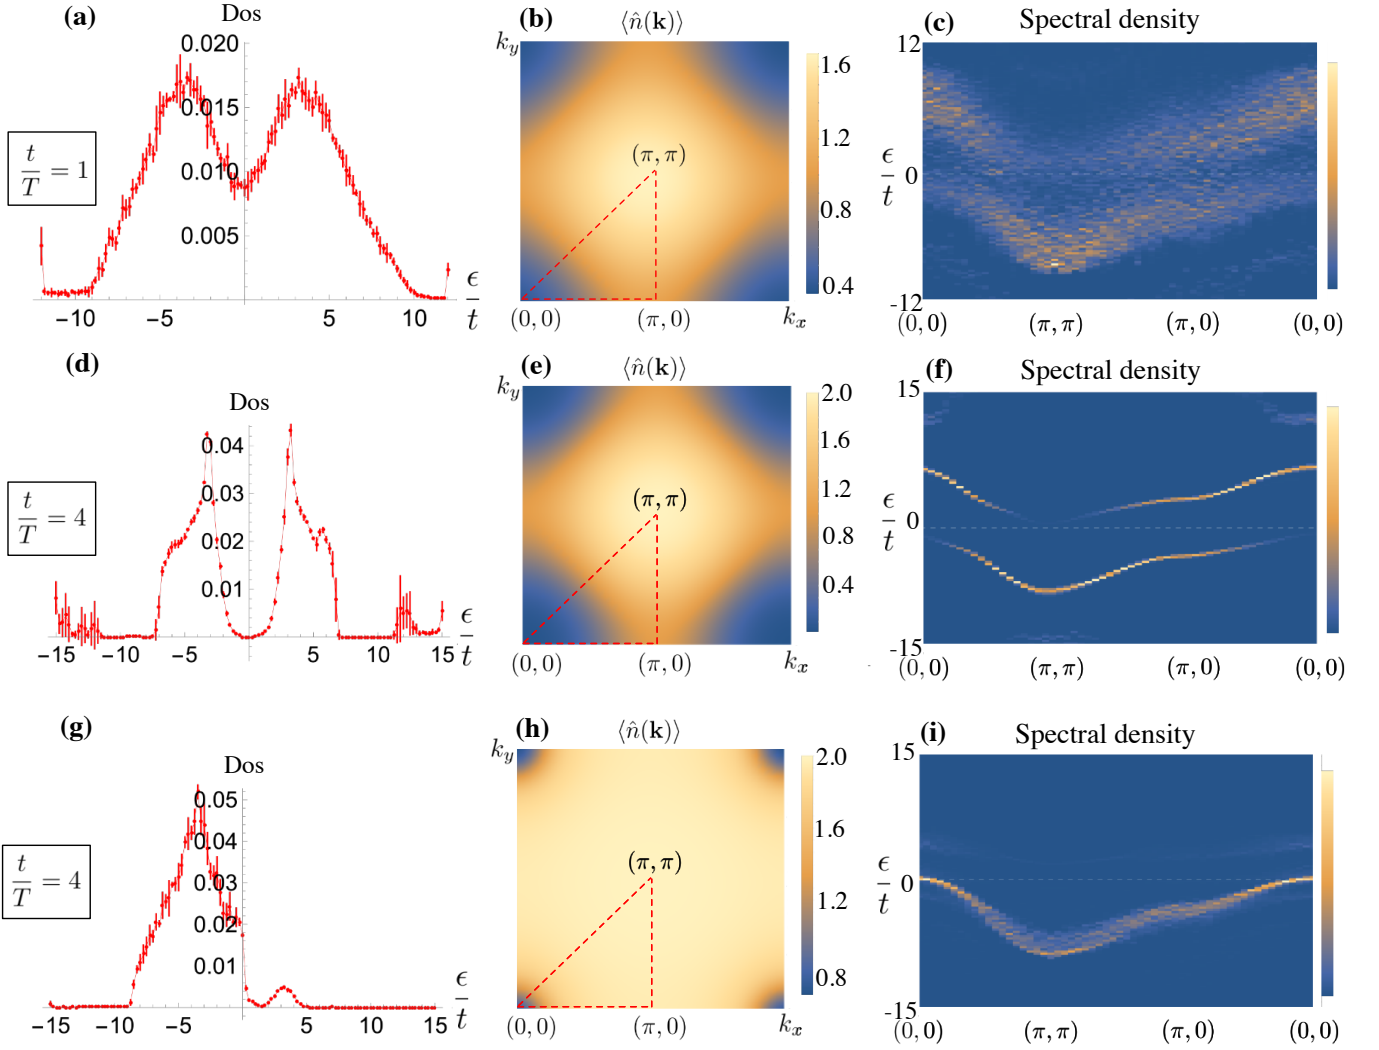 (a)
Dos
0.020
0.015
0.010
0.005
−10 −5 5 10
ϵ/t
t/T = 1
(b)
⟨n̂(k)⟩
k_y
(π, π)
(0, 0) (π, 0) k_x
1.6
1.2
0.8
0.4
(c)
Spectral density
12
ϵ/t
0
-12
(0, 0) (π, π) (π, 0) (0, 0)
(d)
Dos
0.04
0.03
0.02
0.01
−15 −10 −5 5 10 15
ϵ/t
t/T = 4
(e)
⟨n̂(k)⟩
k_y
(π, π)
(0, 0) (π, 0) k_x
2.0
1.6
1.2
0.8
0.4
(f)
Spectral density
15
ϵ/t
0
-15
(0, 0) (π, π) (π, 0) (0, 0)
(g)
Dos
0.05
0.04
0.03
0.02
0.01
−15 −10 −5 5 10 15
ϵ/t
t/T = 4
(h)
⟨n̂(k)⟩
k_y
(π, π)
(0, 0) (π, 0) k_x
2.0
1.6
1.2
0.8
(i)
Spectral density
15
ϵ/t
0
-15
(0, 0) (π, π) (π, 0) (0, 0)